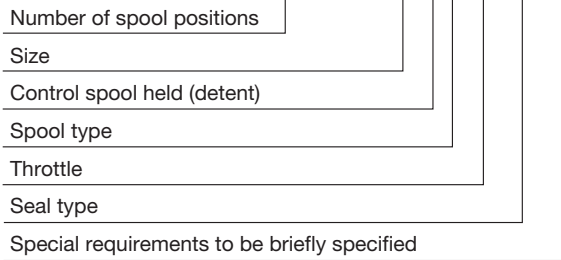 Number of spool positions
Size
Control spool held (detent)
Spool type
Throttle
Seal type
Special requirements to be briefly specified